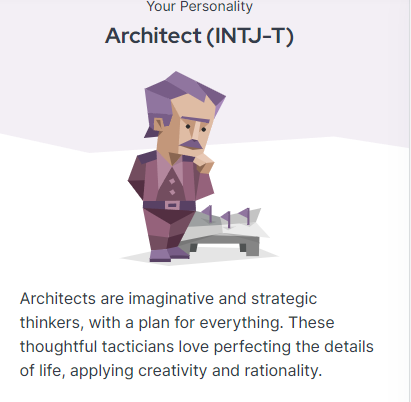 Your Personality
Architect (INTJ-T)
Architects are imaginative and strategic
thinkers, with a plan for everything. These
thoughtful tacticians love perfecting the details
of life, applying creativity and rationality.